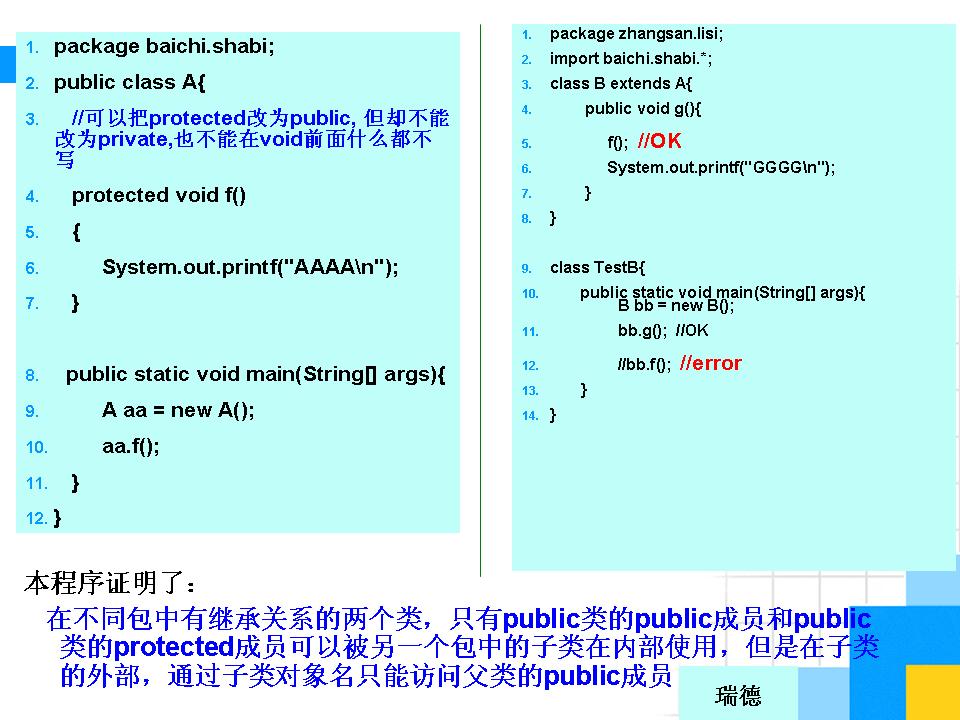 1. package baichi.shabi;
2. public class A{
3. //可以把protected改为public, 但却不能
改为private,也不能在void前面什么都不
写
4. protected void f()
5. {
6. System.out.printf("AAAA\n");
7. }
8. public static void main(String[] args){
9. A aa = new A();
10. aa.f();
11. }
12. }
1. package zhangsan.lisi;
2. import baichi.shabi.*;
3. class B extends A{
4. public void g(){
5. f(); //OK
6. System.out.printf("GGGG\n");
7. }
8. }
9. class TestB{
10. public static void main(String[] args){
B bb = new B();
11. bb.g(); //OK
12. //bb.f(); //error
13. }
14. }
本程序证明了：
在不同包中有继承关系的两个类，只有public类的public成员和public
类的protected成员可以被另一个包中的子类在内部使用，但是在子类
的外部，通过子类对象名只能访问父类的public成员
瑞德